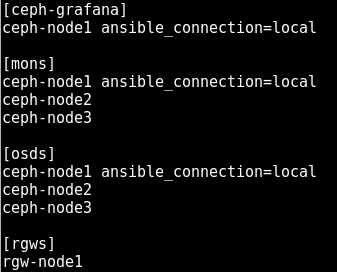 [ceph-grafana]
ceph-node1 ansible_connection=local
[mons]
ceph-node1 ansible_connection=local
ceph-node2
ceph-node3
[osds]
ceph-node1 ansible_connection=local
ceph-node2
ceph-node3
[rgws]
rgw-node1